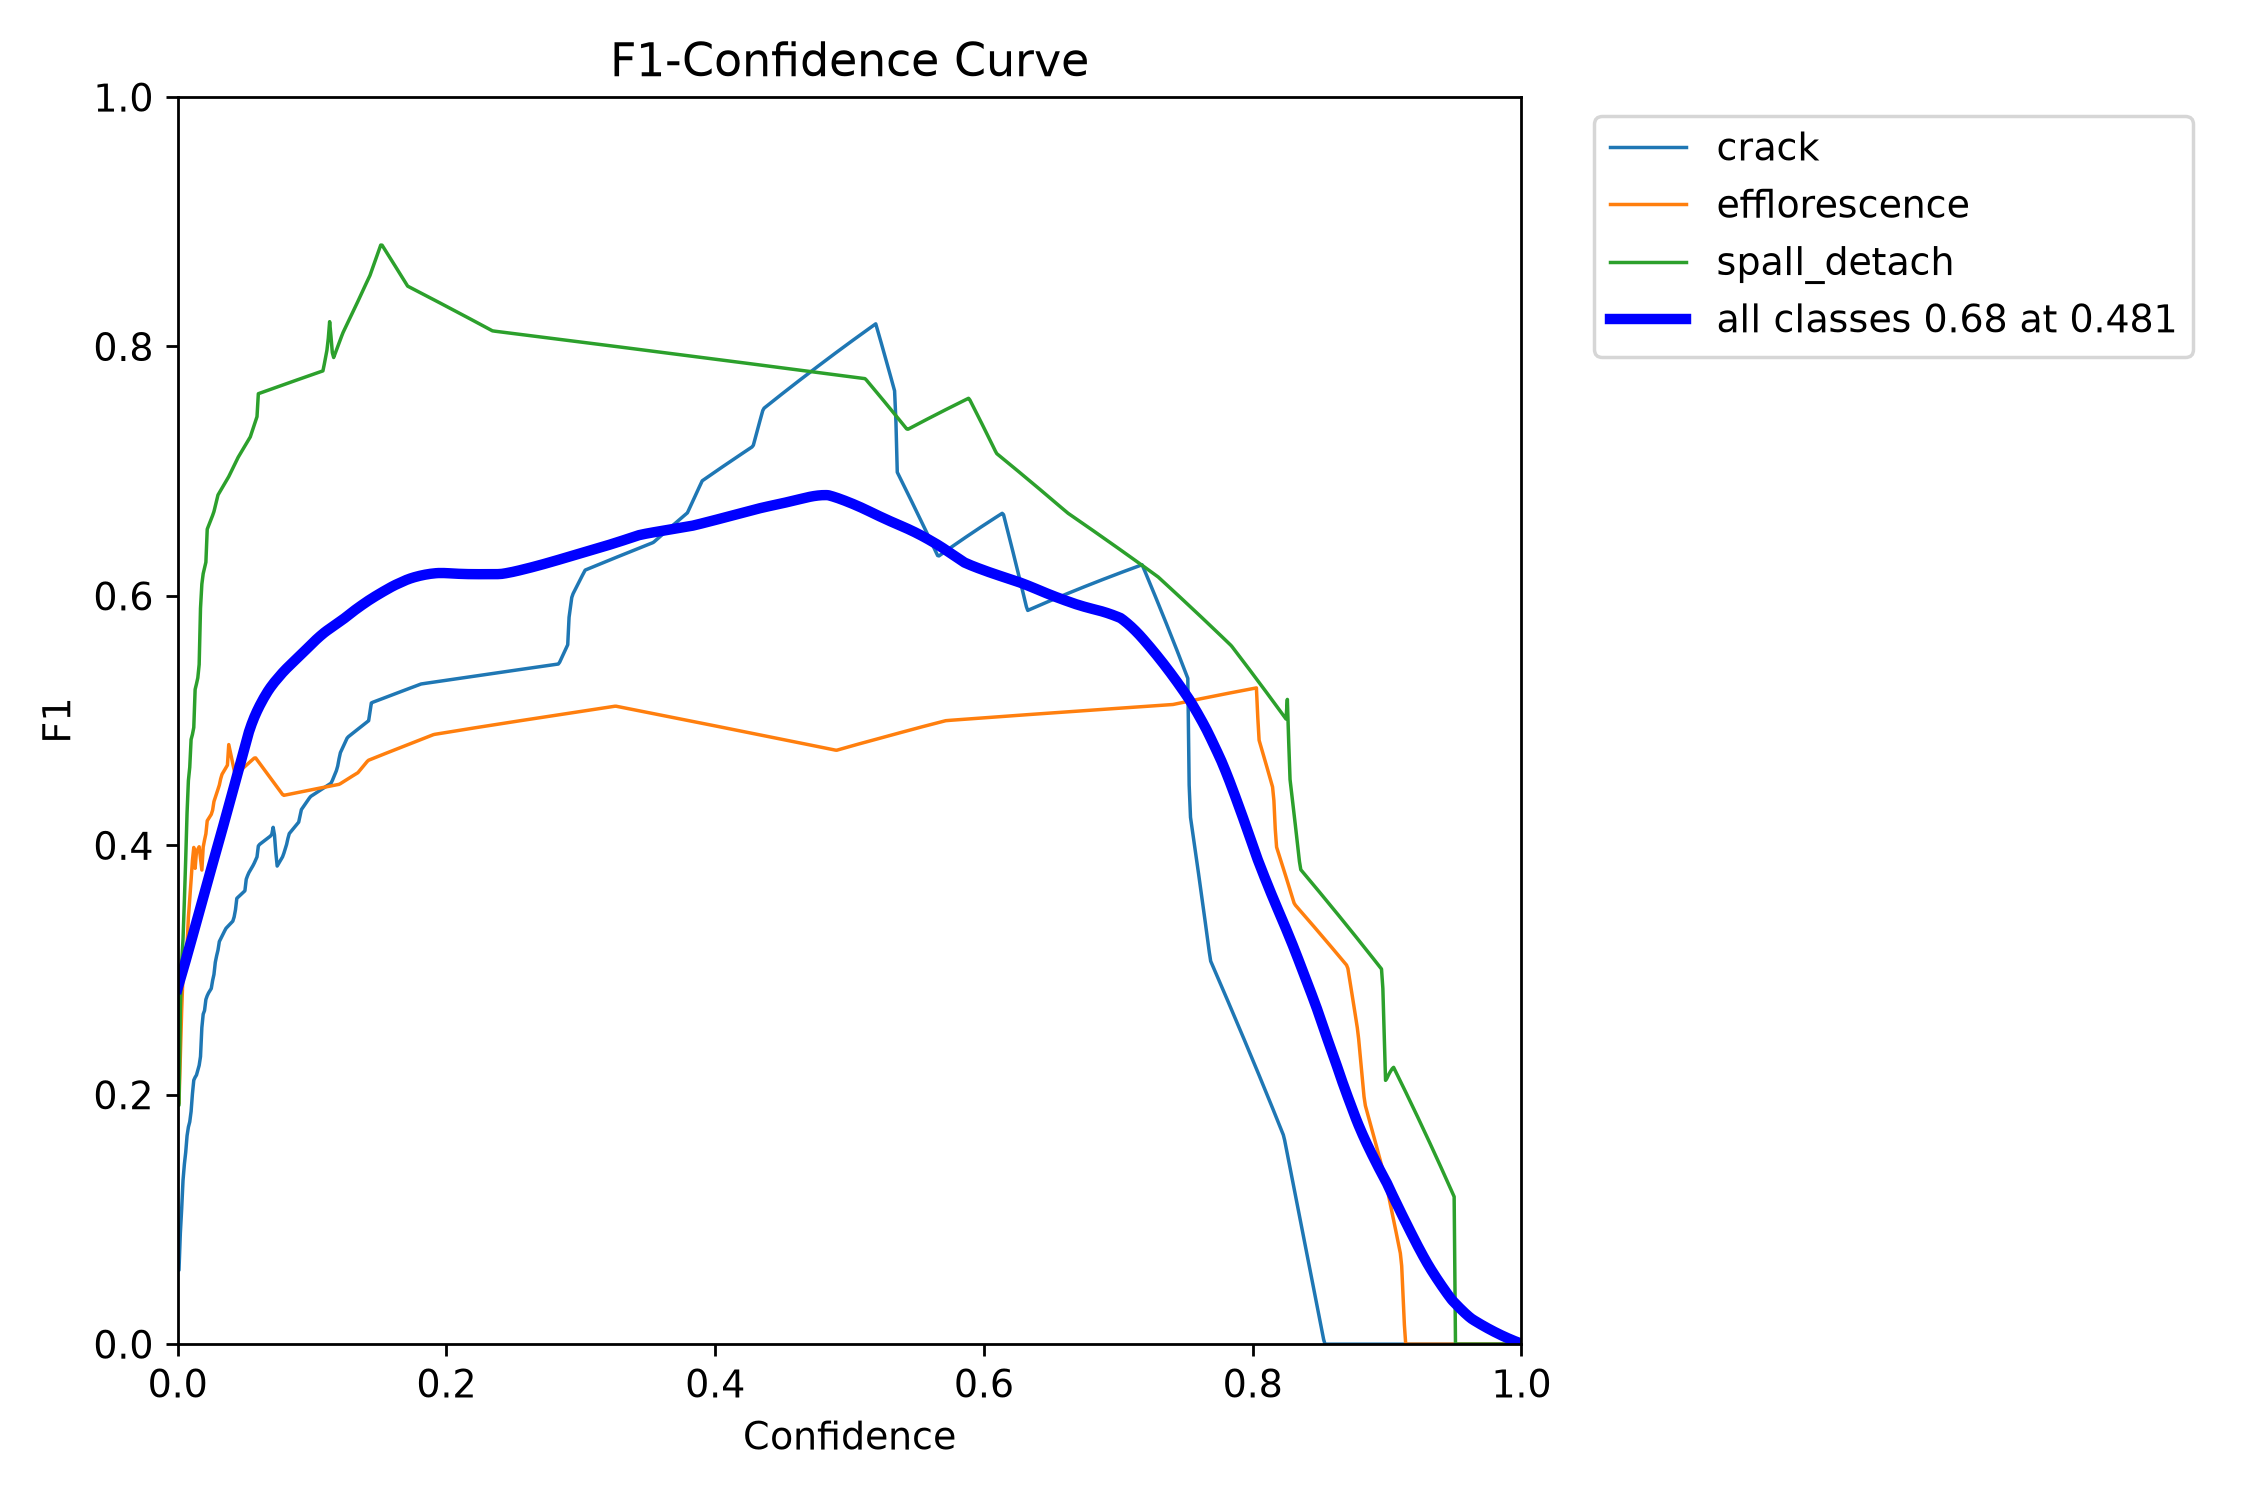 F1-Confidence Curve
1.0
0.8
0.6
0.4
0.2
0.0
F1
0.0 0.2 0.4 0.6 0.8 1.0
Confidence
crack
efflorescence
spall_detach
all classes 0.68 at 0.481